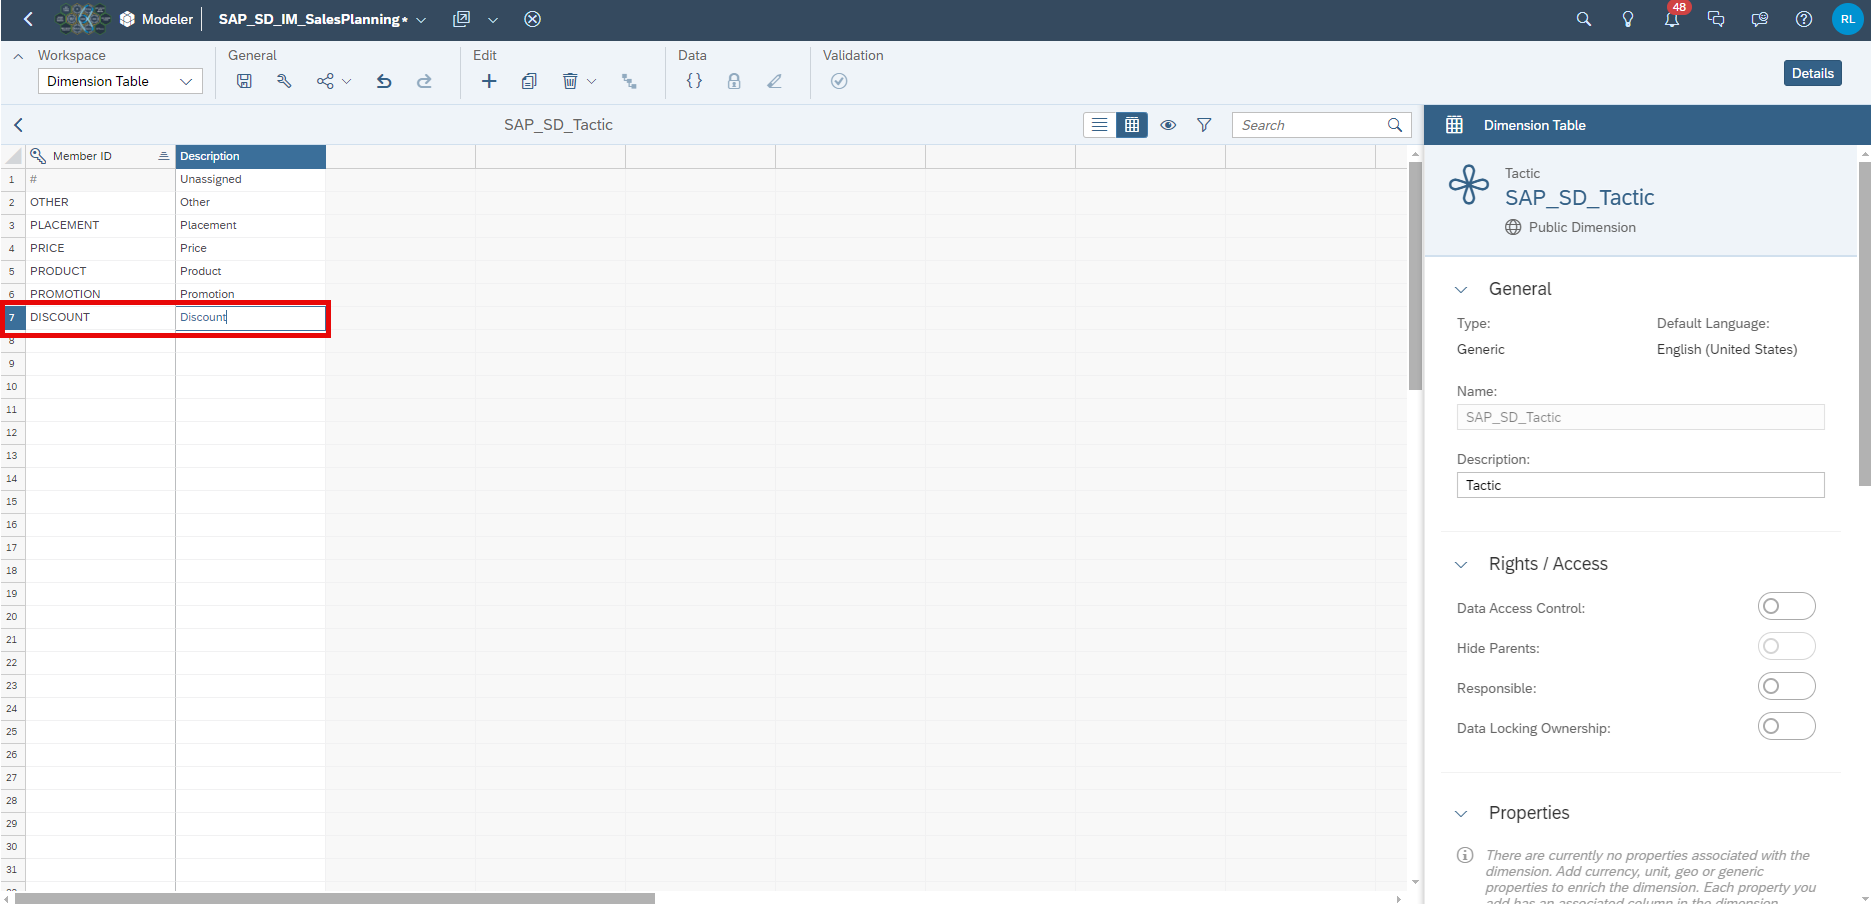 Modeler SAP_SD_IM_SalesPlanning* 48 RL
Workspace General Edit Data Validation
Dimension Table Details
SAP_SD_Tactic Search Dimension Table
Member ID Description
1 # Unassigned
2 OTHER Other
3 PLACEMENT Placement
4 PRICE Price
5 PRODUCT Product
6 PROMOTION Promotion
7 DISCOUNT Discount
8
9
10
11
12
13
14
15
16
17
18
19
20
21
22
23
24
25
26
27
28
29
30
31
Tactic
SAP_SD_Tactic
Public Dimension
General
Type: Default Language:
Generic English (United States)
Name:
SAP_SD_Tactic
Description:
Tactic
Rights / Access
Data Access Control:
Hide Parents:
Responsible:
Data Locking Ownership:
Properties
There are currently no properties associated with the
dimension. Add currency, unit, geo or generic
properties to enrich the dimension. Each property you
add has an associated column in the dimension